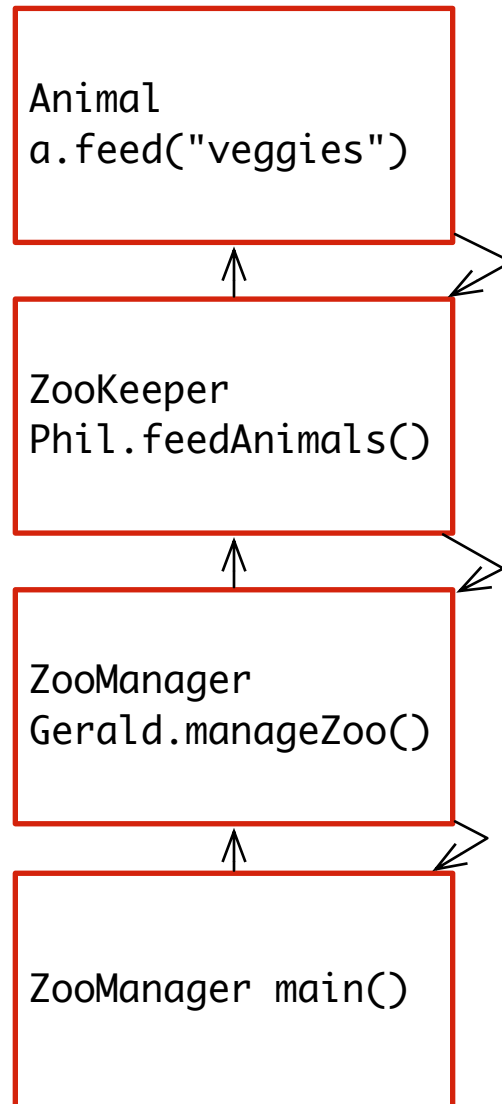 Animal
a.feed("veggies")
ZooKeeper
Phil.feedAnimals()
ZooManager
Gerald.manageZoo()
ZooManager main()